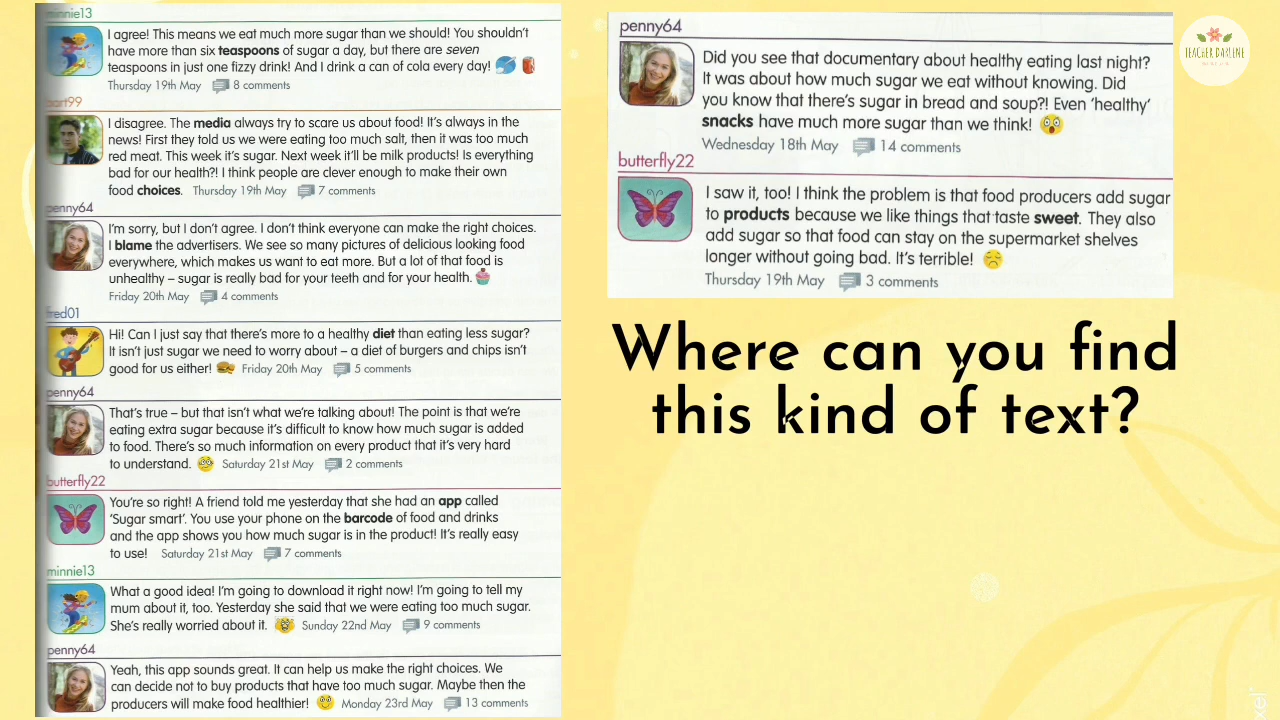 minnie13
I agree! This means we eat much more sugar than we should! You shouldn't
have more than six teaspoons of sugar a day, but there are seven
teaspoons in just one fizzy drink! And I drink a can of cola every day!
Thursday 19th May 8 comments
bart99
I disagree. The media always try to scare us about food! It's always in the
news! First they told us we were eating too much salt, then it was too much
red meat. This week it's sugar. Next week it'll be milk products! Is everything
bad for our health?! I think people are clever enough to make their own
food choices. Thursday 19th May 7 comments
penny64
I'm sorry, but I don't agree. I don't think everyone can make the right choices.
I blame the advertisers. We see so many pictures of delicious looking food
everywhere, which makes us want to eat more. But a lot of that food is
unhealthy – sugar is really bad for your teeth and for your health.
Friday 20th May 4 comments
fred01
Hi! Can I just say that there's more to a healthy diet than eating less sugar?
It isn't just sugar we need to worry about – a diet of burgers and chips isn't
good for us either! Friday 20th May 5 comments
penny64
That's true – but that isn't what we're talking about! The point is that we're
eating extra sugar because it's difficult to know how much sugar is added
to food. There's so much information on every product that it's very hard
to understand. Saturday 21st May 2 comments
butterfly22
You're so right! A friend told me yesterday that she had an app called
'Sugar smart'. You use your phone on the barcode of food and drinks
and the app shows you how much sugar is in the product! It's really easy
to use! Saturday 21st May 7 comments
minnie13
What a good idea! I'm going to download it right now! I'm going to tell my
mum about it, too. Yesterday she said that we were eating too much sugar.
She's really worried about it. Sunday 22nd May 9 comments
penny64
Yeah, this app sounds great. It can help us make the right choices. We
can decide not to buy products that have too much sugar. Maybe then the
producers will make food healthier! Monday 23rd May 13 comments
penny64
Did you see that documentary about healthy eating last night?
It was about how much sugar we eat without knowing. Did
you know that there's sugar in bread and soup?! Even 'healthy'
snacks have much more sugar than we think!
Wednesday 18th May 14 comments
butterfly22
I saw it, too! I think the problem is that food producers add sugar
to products because we like things that taste sweet. They also
add sugar so that food can stay on the supermarket shelves
longer without going bad. It's terrible!
Thursday 19th May 3 comments
TEACHER DARLENE
Where can you find
this kind of text?